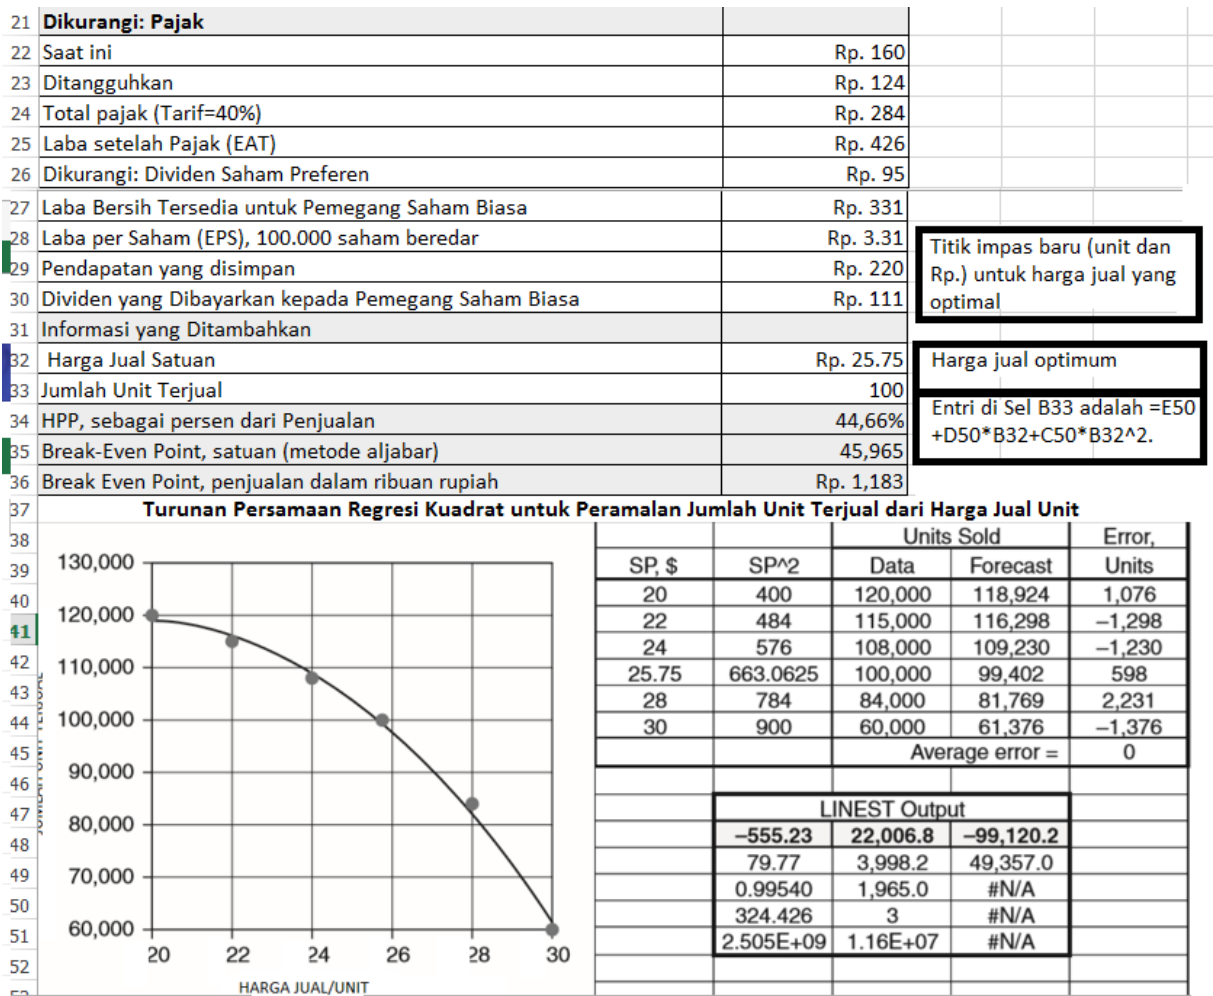 21 Dikurangi: Pajak
22 Saat ini Rp. 160
23 Ditangguhkan Rp. 124
24 Total pajak (Tarif=40%) Rp. 284
25 Laba setelah Pajak (EAT) Rp. 426
26 Dikurangi: Dividen Saham Preferen Rp. 95
27 Laba Bersih Tersedia untuk Pemegang Saham Biasa Rp. 331
28 Laba per Saham (EPS), 100.000 saham beredar Rp. 3.31
29 Pendapatan yang disimpan Rp. 220
30 Dividen yang Dibayarkan kepada Pemegang Saham Biasa Rp. 111
31 Informasi yang Ditambahkan
32 Harga Jual Satuan Rp. 25.75
33 Jumlah Unit Terjual 100
34 HPP, sebagai persen dari Penjualan 44,66%
35 Break-Even Point, satuan (metode aljabar) 45,965
36 Break Even Point, penjualan dalam ribuan rupiah Rp. 1,183
Titik impas baru (unit dan
Rp.) untuk harga jual yang
optimal
Harga jual optimum
Entri di Sel B33 adalah =E50
+D50*B32+C50*B32^2.
37 Turunan Persamaan Regresi Kuadrat untuk Peramalan Jumlah Unit Terjual dari Harga Jual Unit
38
39
40
41
42
43
44
45
46
47
48
49
50
51
52
130,000
120,000
110,000
100,000
90,000
80,000
70,000
60,000
20 22 24 26 28 30
HARGA JUAL/UNIT
Units Sold Error,
SP, $ SP^2 Data Forecast Units
20 400 120,000 118,924 1,076
22 484 115,000 116,298 –1,298
24 576 108,000 109,230 –1,230
25.75 663.0625 100,000 99,402 598
28 784 84,000 81,769 2,231
30 900 60,000 61,376 –1,376
Average error = 0
LINEST Output
–555.23 22,006.8 –99,120.2
79.77 3,998.2 49,357.0
0.99540 1,965.0 #N/A
324.426 3 #N/A
2.505E+09 1.16E+07 #N/A